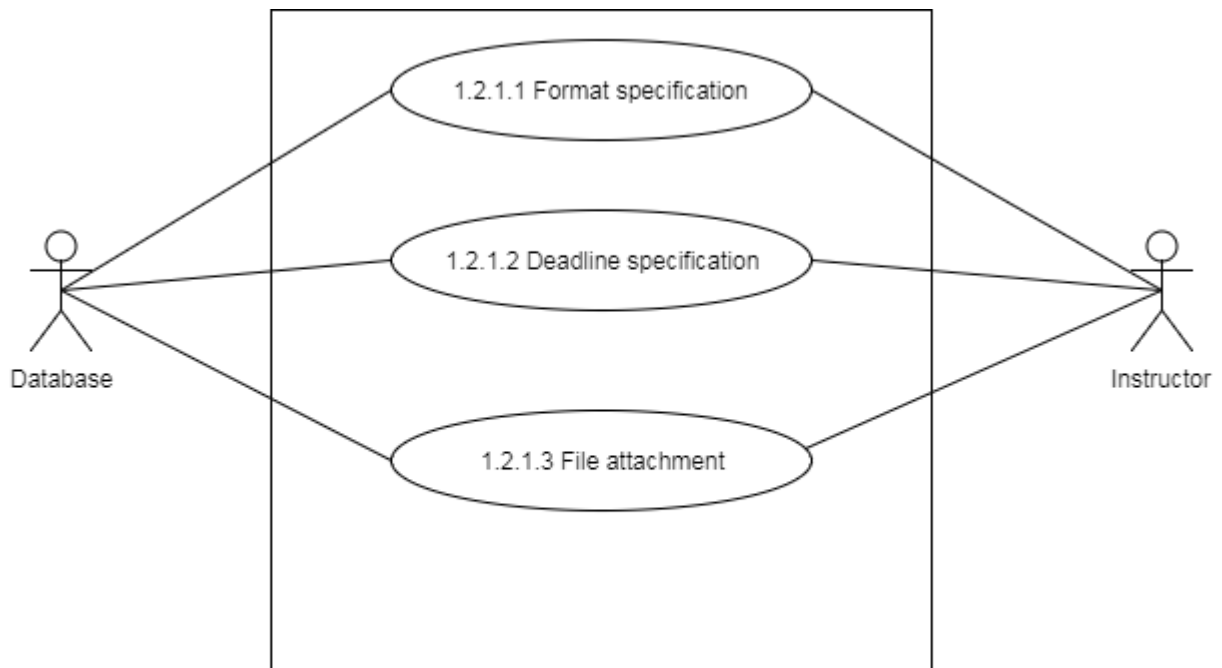 1.2.1.1 Format specification
1.2.1.2 Deadline specification
Database
Instructor
1.2.1.3 File attachment